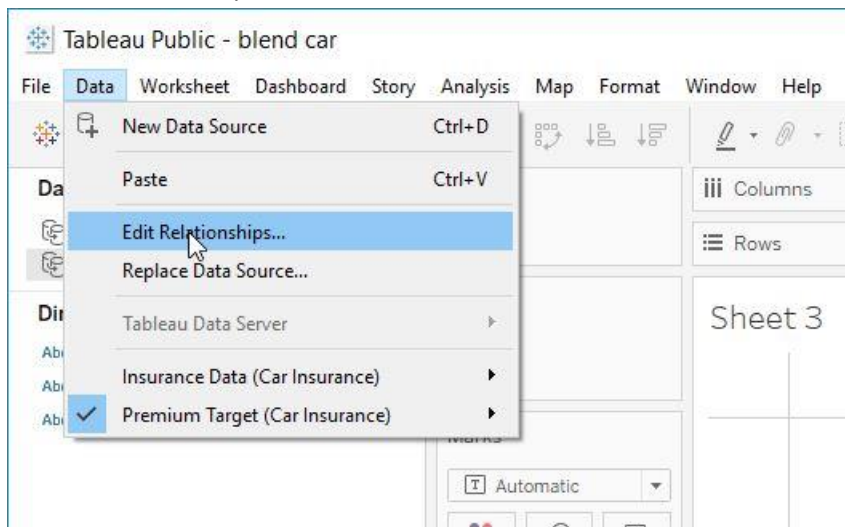 Tableau Public - blend car
File Data Worksheet Dashboard Story Analysis Map Format Window Help
New Data Source Ctrl+D
Paste Ctrl+V
iii Columns
Edit Relationships...
Rows
Replace Data Source...
Tableau Data Server
Sheet 3
Insurance Data (Car Insurance)
Premium Target (Car Insurance)
Automatic